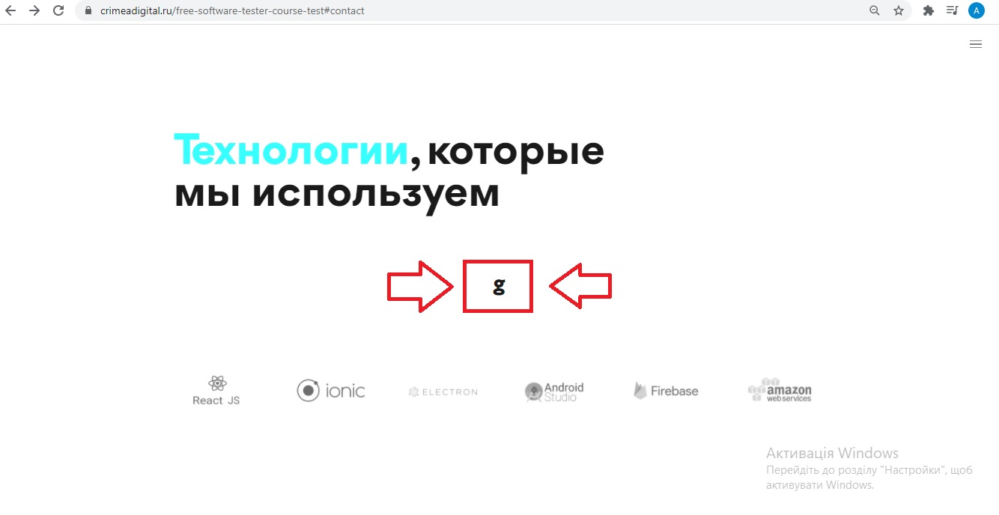 crimeadigital.ru/free-software-tester-course-test#contact
A
Технологии, которые
мы используем
g
React JS
ionic
ELECTRON
Android
Studio
Firebase
amazon
webservices
Активація Windows
Перейдіть до розділу "Настройки", щоб
активувати Windows.